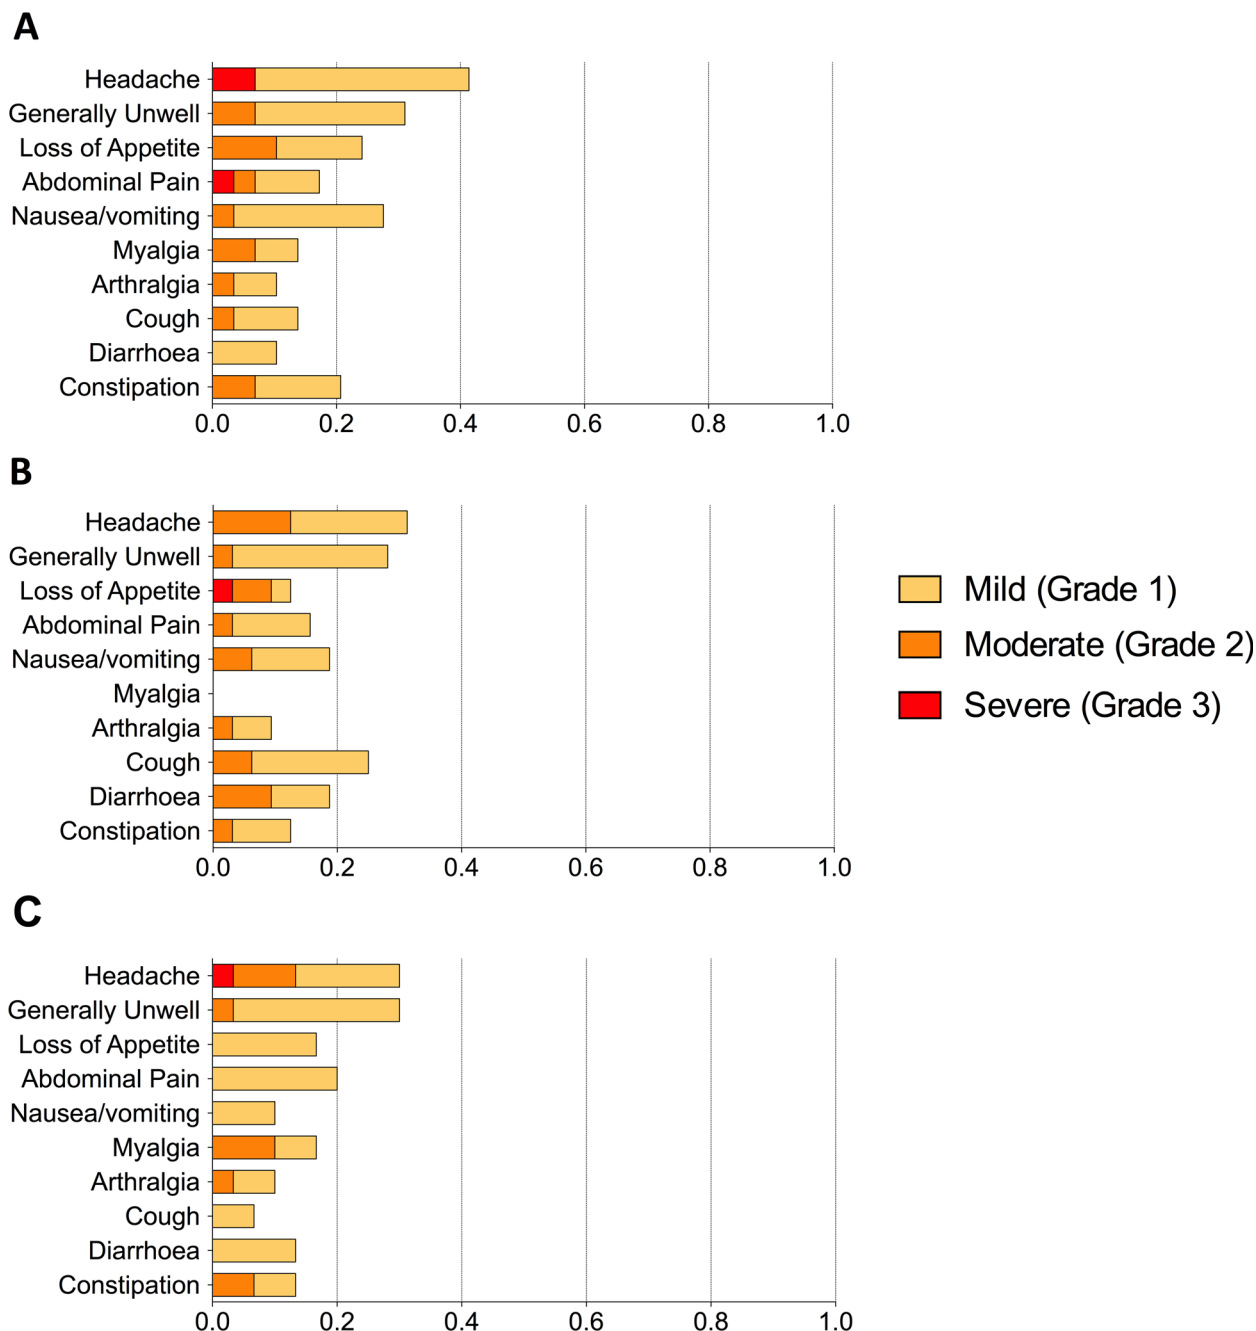 A
Headache
Generally Unwell
Loss of Appetite
Abdominal Pain
Nausea/vomiting
Myalgia
Arthralgia
Cough
Diarrhoea
Constipation
0.0 0.2 0.4 0.6 0.8 1.0
B
Headache
Generally Unwell
Loss of Appetite
Abdominal Pain
Nausea/vomiting
Myalgia
Arthralgia
Cough
Diarrhoea
Constipation
0.0 0.2 0.4 0.6 0.8 1.0
Mild (Grade 1)
Moderate (Grade 2)
Severe (Grade 3)
C
Headache
Generally Unwell
Loss of Appetite
Abdominal Pain
Nausea/vomiting
Myalgia
Arthralgia
Cough
Diarrhoea
Constipation
0.0 0.2 0.4 0.6 0.8 1.0